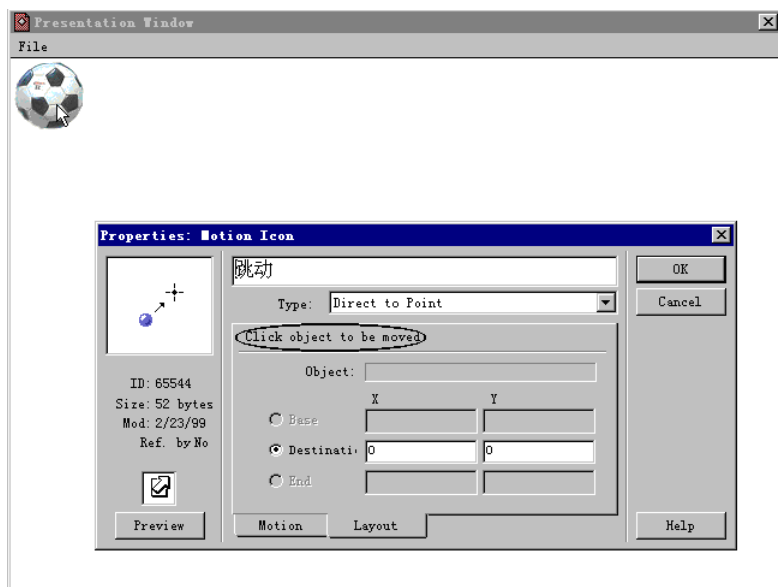 Presentation Window
File
Properties: Motion Icon
跳动
OK
Type: Direct to Point
Cancel
Click object to be moved
Object:
ID: 65544
Size: 52 bytes
Mod: 2/23/99
Ref. by No
X Y
Base
Destinati 0 0
End
Preview
Motion Layout
Help